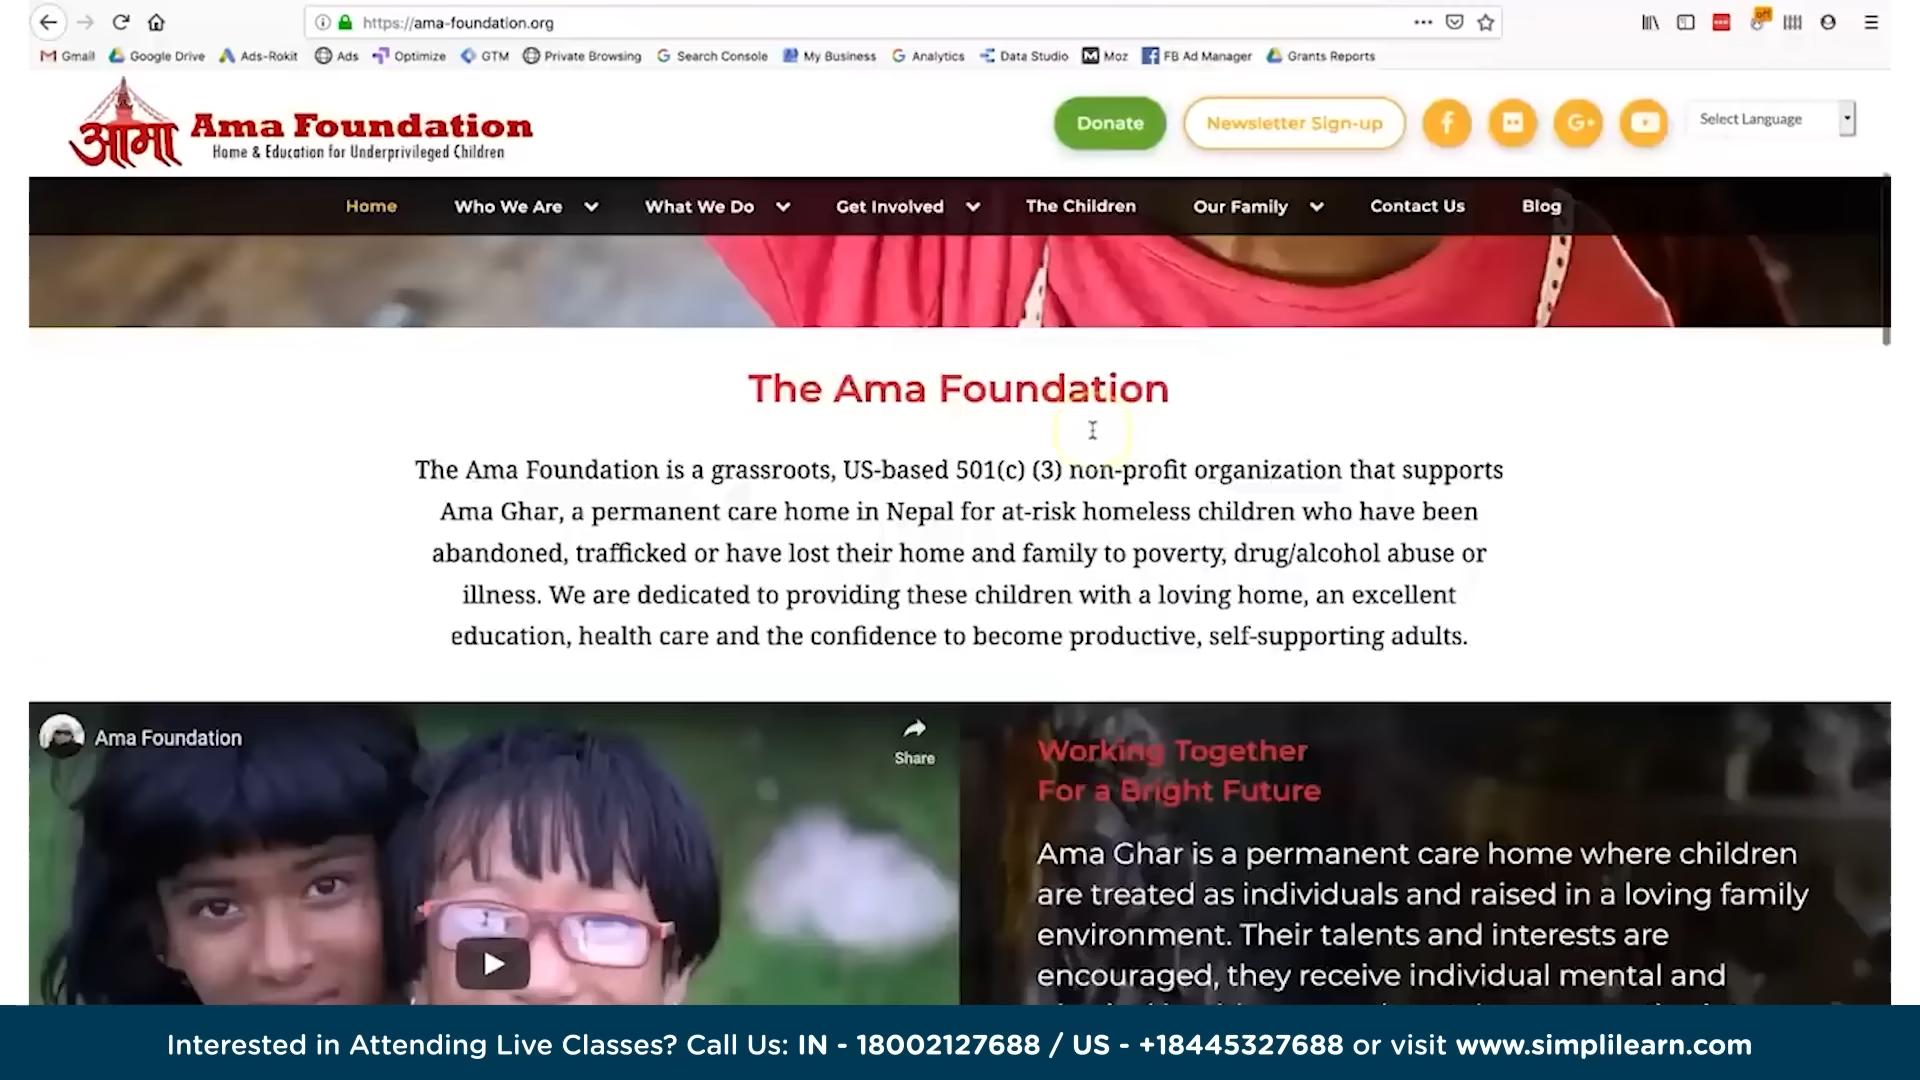 https://ama-foundation.org
Gmail Google Drive Ads-Rokit Ads Optimize GTM Private Browsing Search Console My Business Analytics Data Studio Moz FB Ad Manager Grants Reports
off
आमा Ama Foundation
Home & Education for Underprivileged Children
Donate Newsletter Sign-up Select Language
Home Who We Are What We Do Get Involved The Children Our Family Contact Us Blog
The Ama Foundation
The Ama Foundation is a grassroots, US-based 501(c) (3) non-profit organization that supports
Ama Ghar, a permanent care home in Nepal for at-risk homeless children who have been
abandoned, trafficked or have lost their home and family to poverty, drug/alcohol abuse or
illness. We are dedicated to providing these children with a loving home, an excellent
education, health care and the confidence to become productive, self-supporting adults.
Ama Foundation
Share
Working Together
For a Bright Future
Ama Ghar is a permanent care home where children
are treated as individuals and raised in a loving family
environment. Their talents and interests are
encouraged, they receive individual mental and
Interested in Attending Live Classes? Call Us: IN - 18002127688 / US - +18445327688 or visit www.simplilearn.com